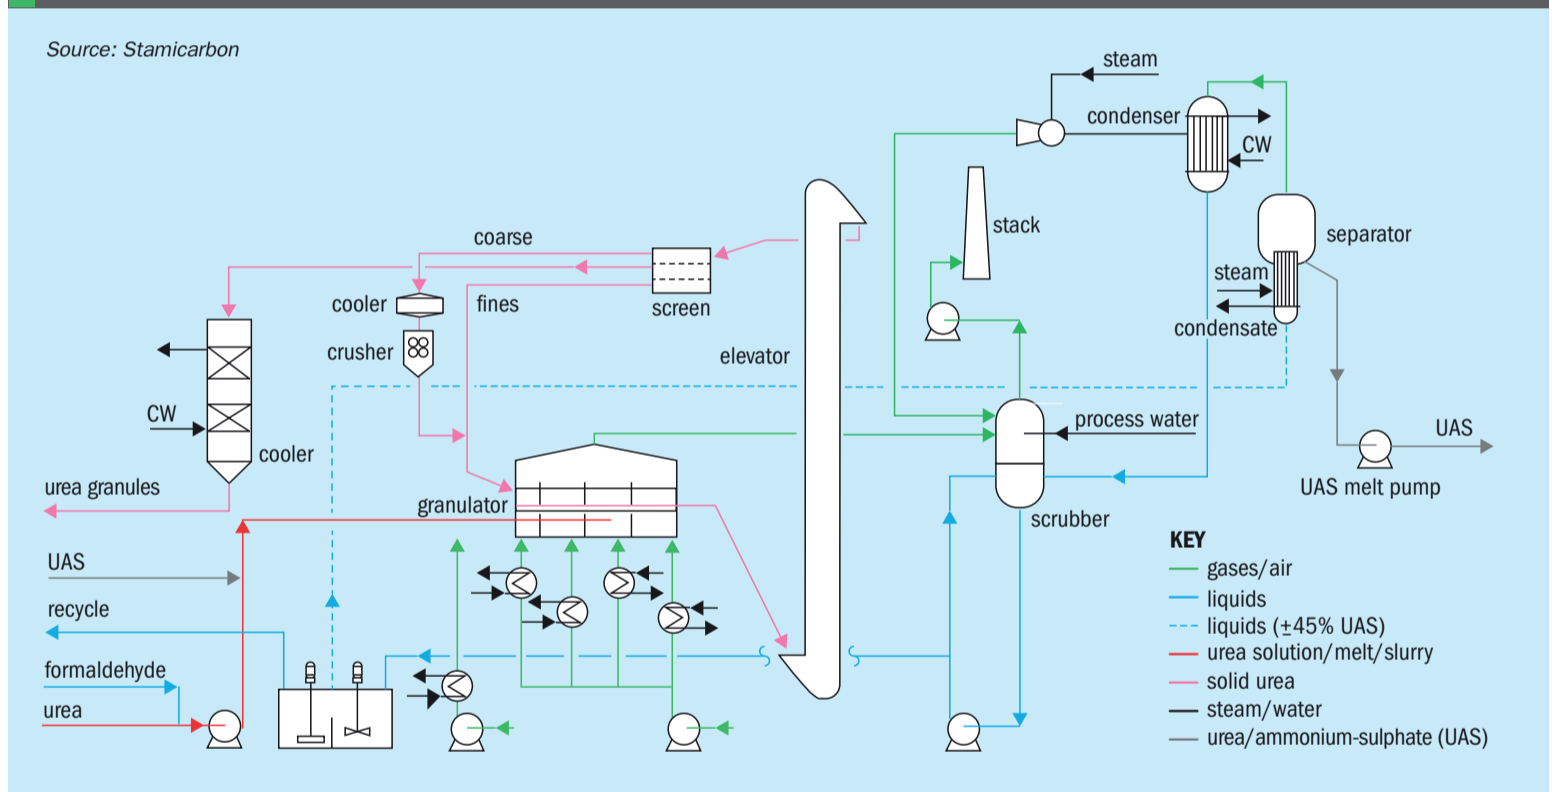 Source: Stamicarbon
steam
condenser
CW
stack
separator
coarse
steam
cooler
fines
screen
condensate
crusher
elevator
CW
process water
UAS
cooler
urea granules
granulator
UAS melt pump
scrubber
KEY
UAS
gases/air
recycle
liquids
liquids (±45% UAS)
formaldehyde
urea solution/melt/slurry
solid urea
urea
steam/water
urea/ammonium-sulphate (UAS)